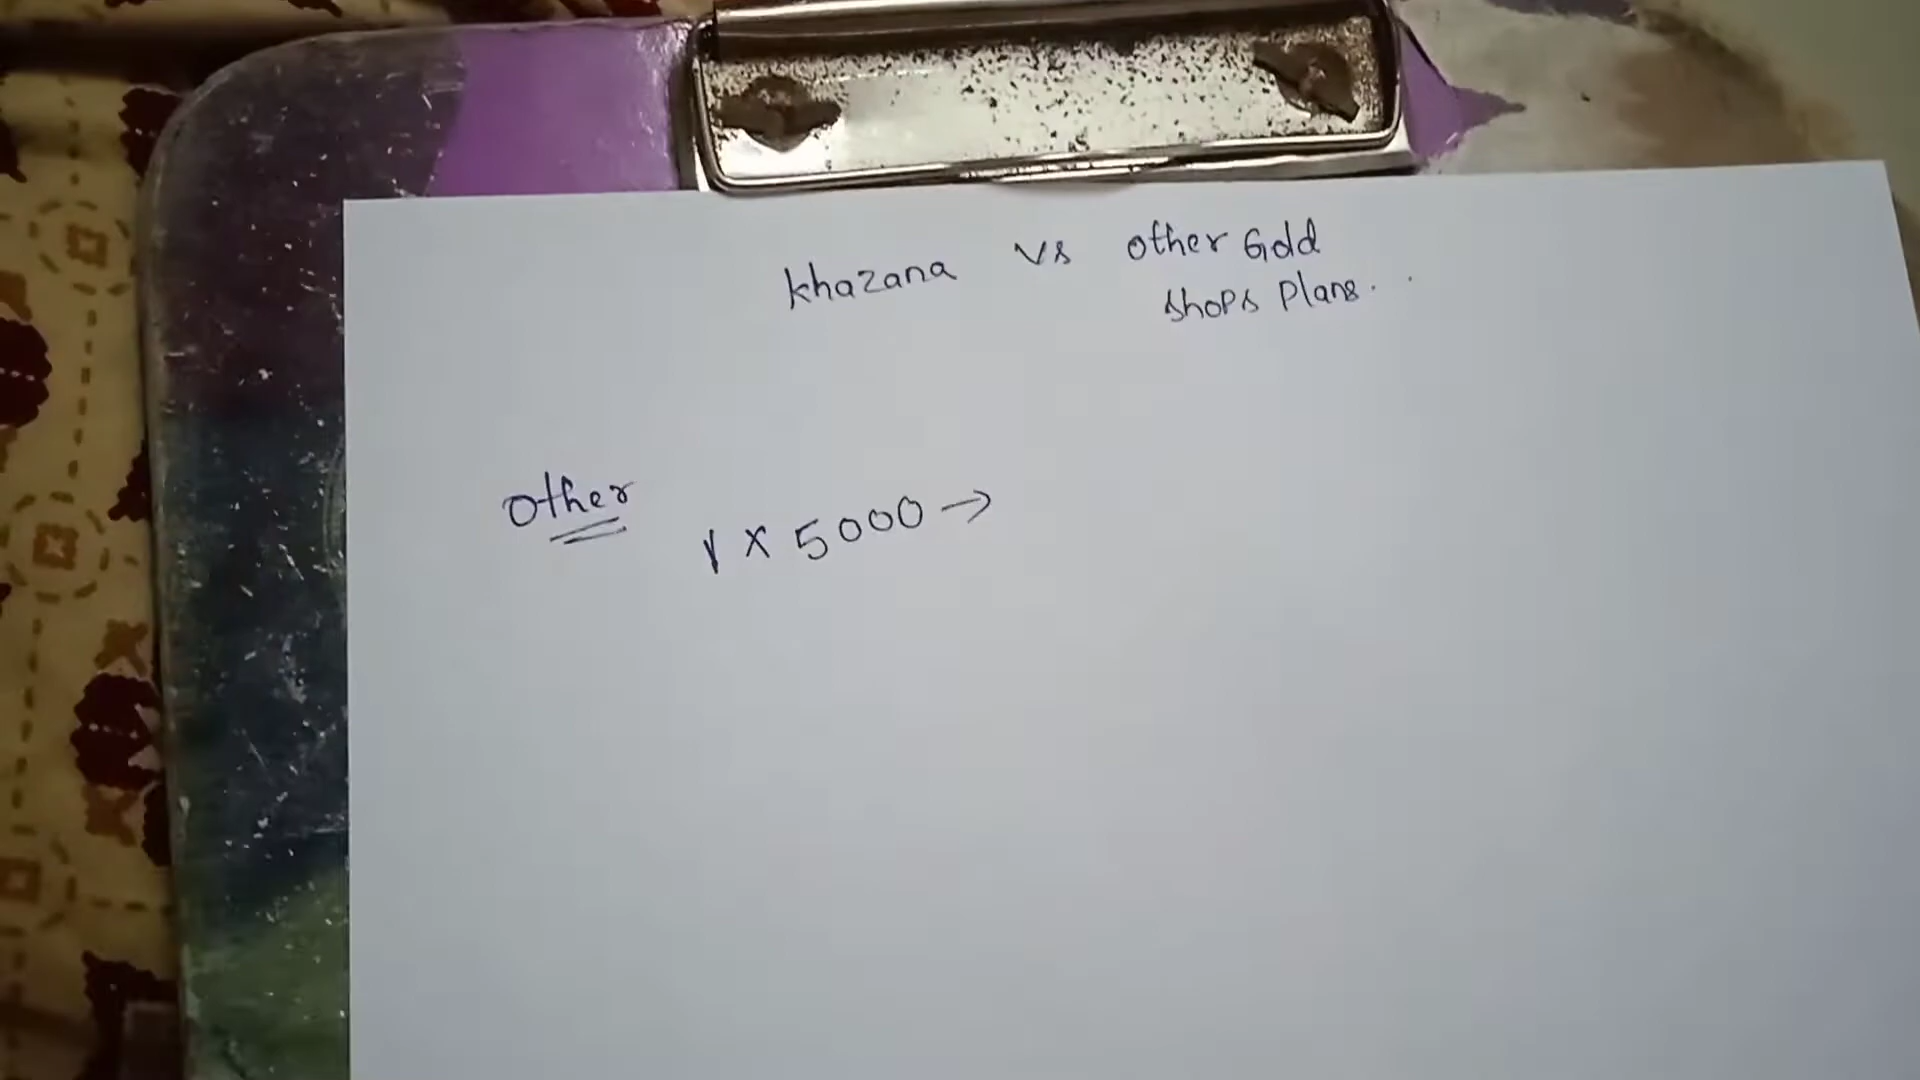 khazana vs other Gold
shops Plans..
Other
1 x 5000 →